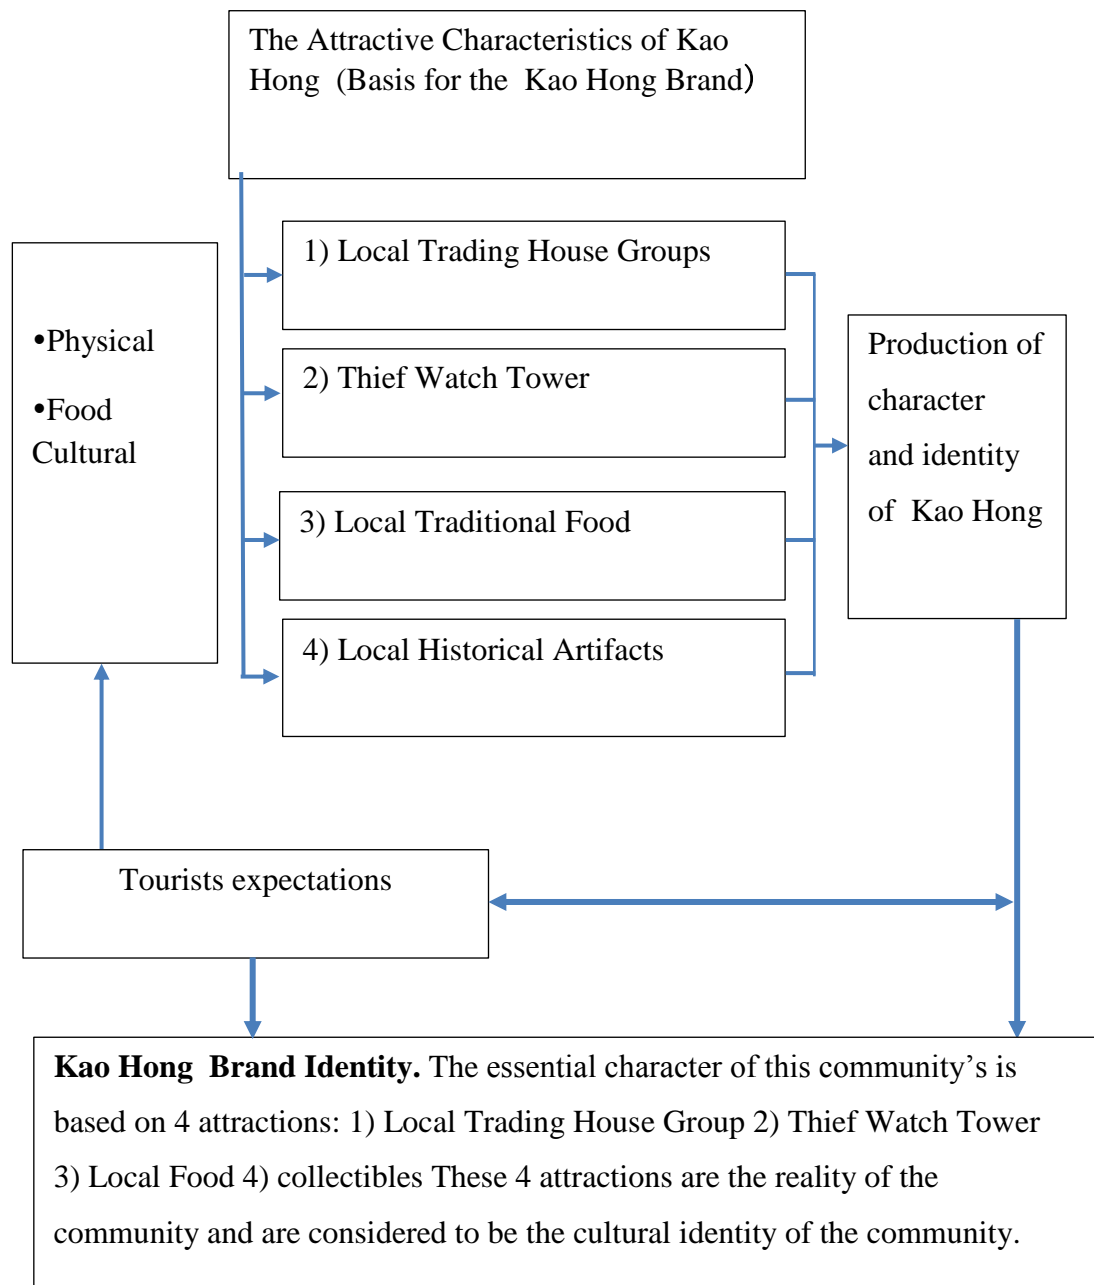 The Attractive Characteristics of Kao
Hong  (Basis for the  Kao Hong Brand)
1) Local Trading House Groups
2) Thief Watch Tower
3) Local Traditional Food
4) Local Historical Artifacts
•Physical
•Food
Cultural
Production of
character
and identity
of  Kao Hong
Tourists expectations
Kao Hong  Brand Identity. The essential character of this community’s is
based on 4 attractions: 1) Local Trading House Group 2) Thief Watch Tower
3) Local Food 4) collectibles These 4 attractions are the reality of the
community and are considered to be the cultural identity of the community.